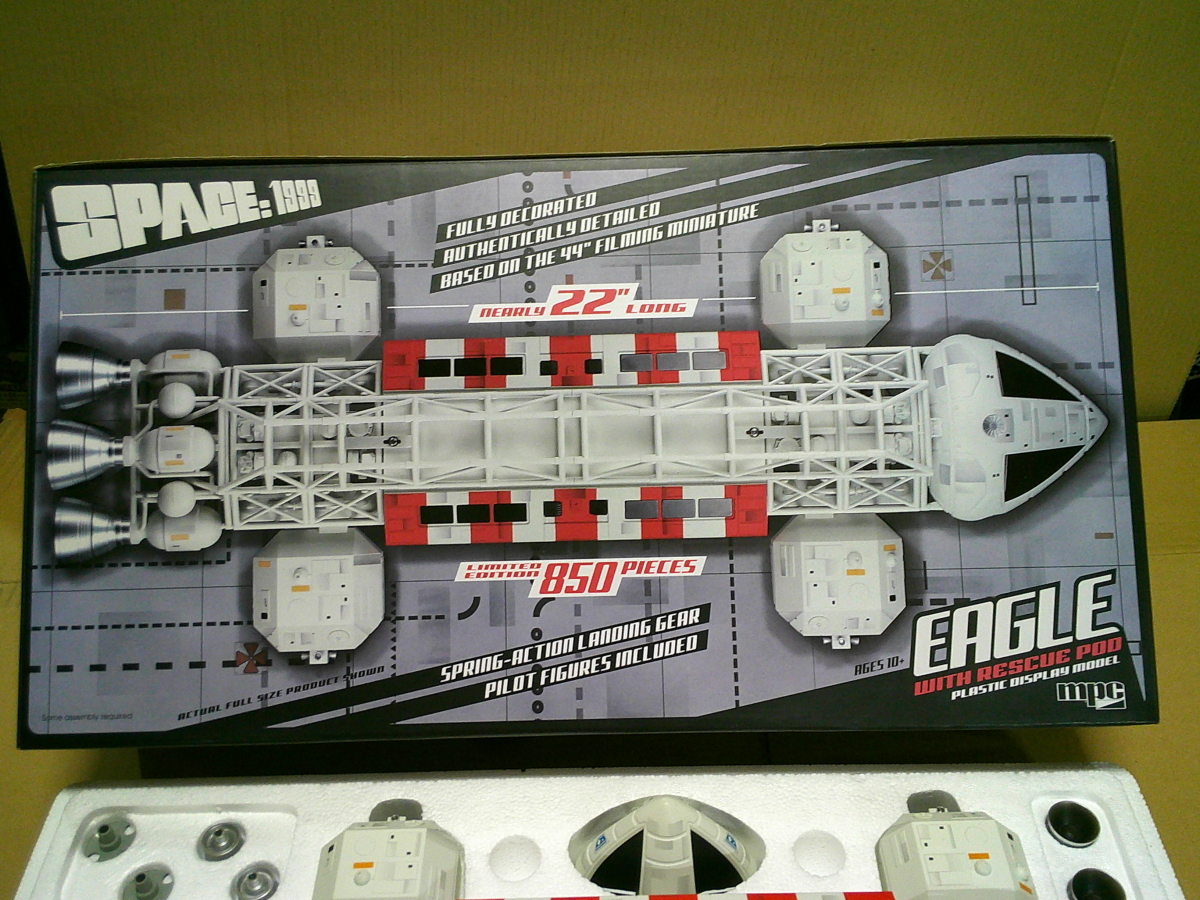 SPACE: 1999
FULLY DECORATED
AUTHENTICALLY DETAILED
BASED ON THE 44" FILMING MINIATURE
NEARLY 22" LONG
LIMITED EDITION 850 PIECES
SPRING-ACTION LANDING GEAR
PILOT FIGURES INCLUDED
ACTUAL FULL SIZE PRODUCT SHOWN
Some assembly required
AGES 10+
EAGLE
WITH RESCUE POD
PLASTIC DISPLAY MODEL
mpc